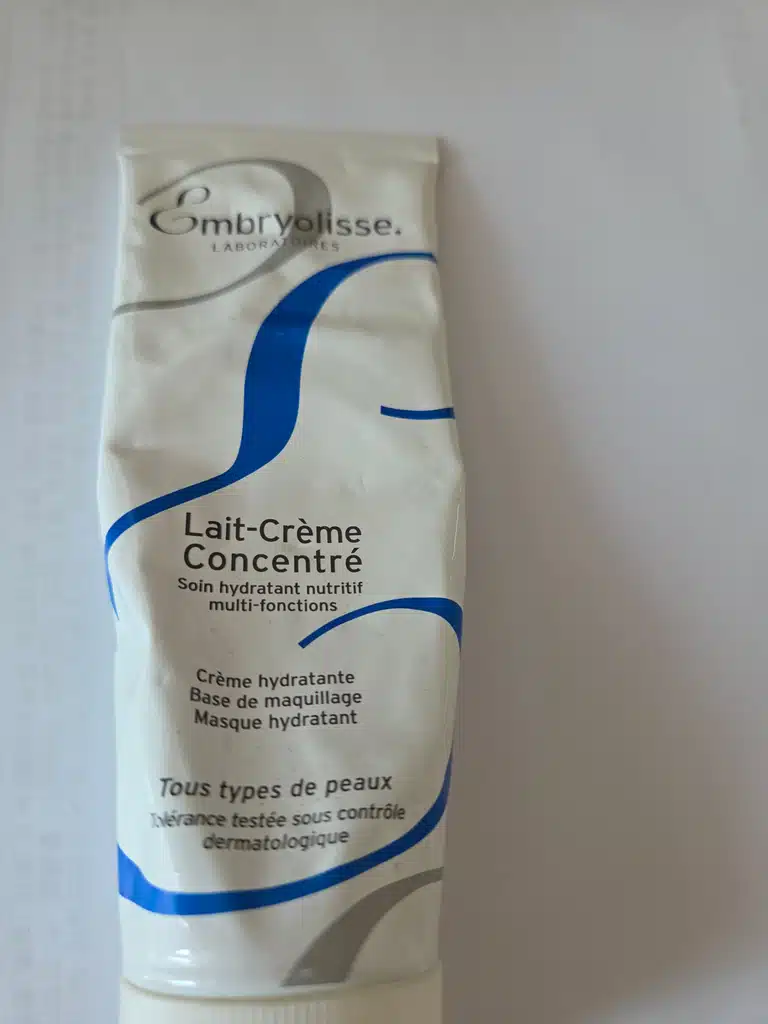 Embryolisse.
LABORATOIRES
Lait-Crème
Concentré
Soin hydratant nutritif
multi-fonctions
Crème hydratante
Base de maquillage
Masque hydratant
Tous types de peaux
Tolérance testée sous contrôle
dermatologique